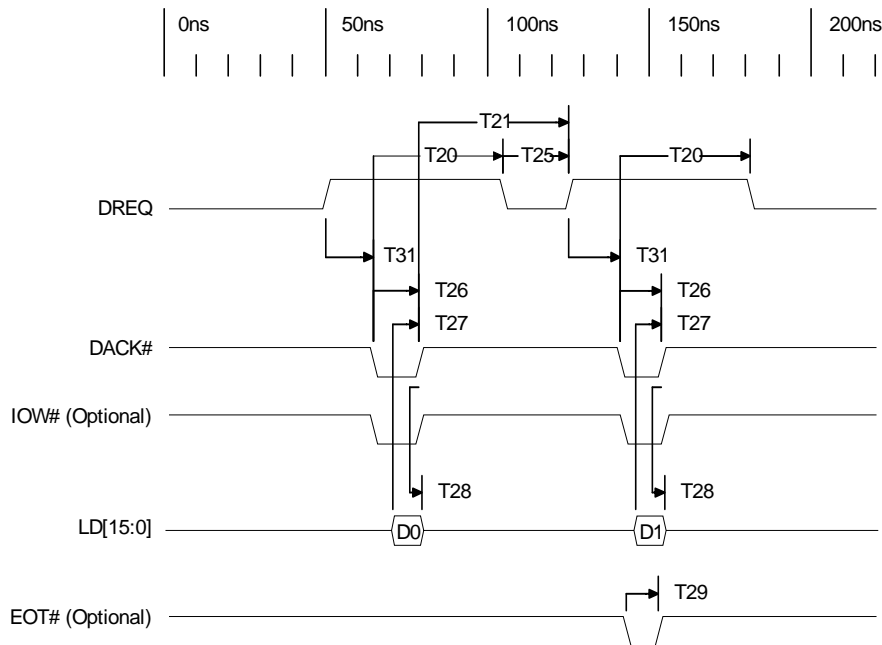 0ns 50ns 100ns 150ns 200ns
T21
T20 T25 T20
DREQ
T31 T31
T26 T26
T27 T27
DACK#
IOW# (Optional)
T28 T28
LD[15:0] D0 D1
T29
EOT# (Optional)